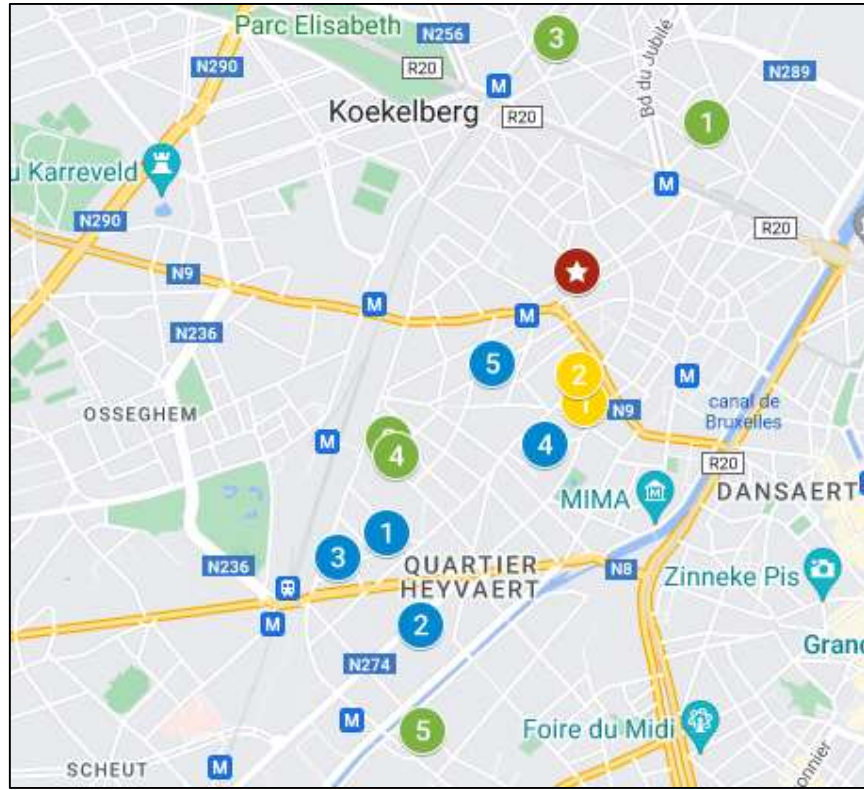 Parc Elisabeth
N256
3
N290
R20
M
Bd du Jubilé
N289
Koekelberg
R20
1
u Karreveld
M
N290
R20
N9
M
M
N236
5
2
M
1
canal de
Bruxelles
OSSEGHEM
N9
M
4
4
R20
DANSAERT
MIMA
M
1
3
QUARTIER
HEYVAERT
N236
N8
Zinneke Pis
M
2
Grand
N274
M
5
Foire du Midi
SCHEUT
M
onnier